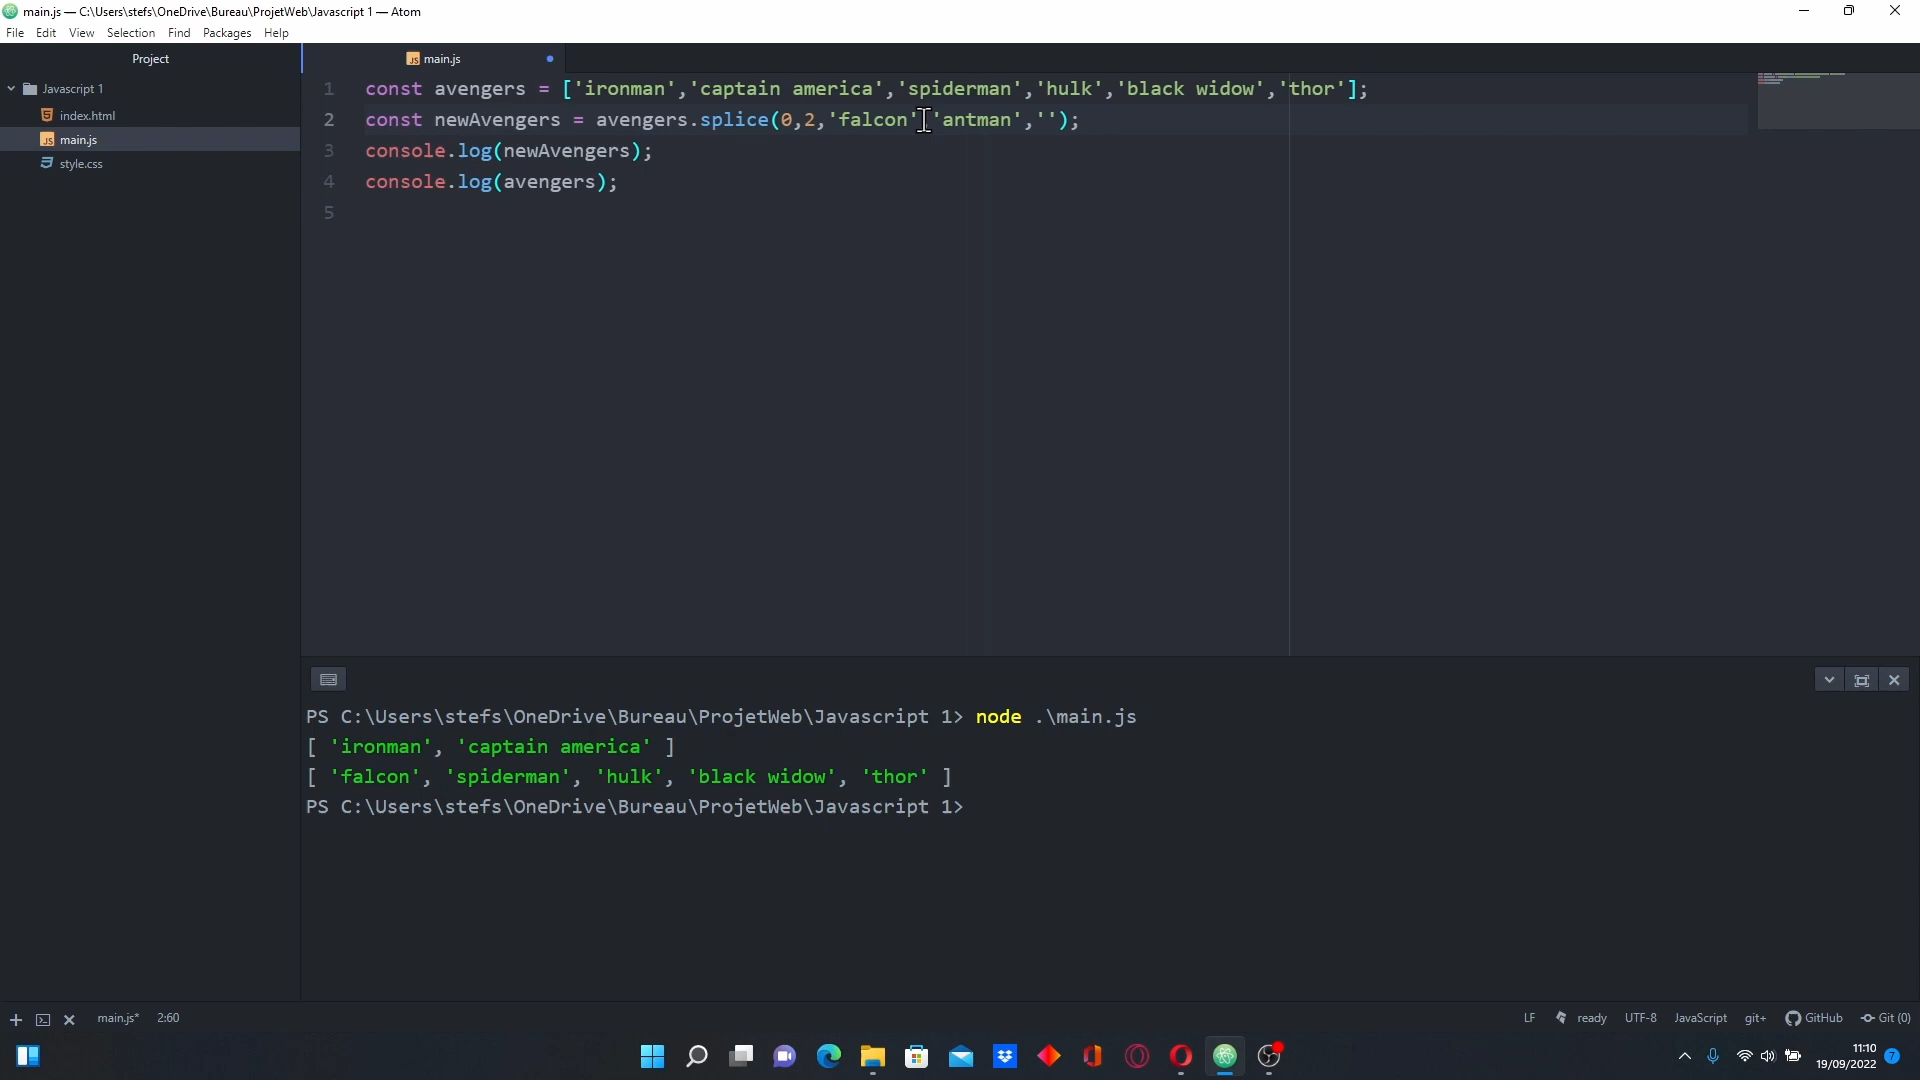 main.js — C:\Users\stefs\OneDrive\Bureau\ProjetWeb\Javascript 1 — Atom
File Edit View Selection Find Packages Help
Project
main.js
Javascript 1
index.html
main.js
style.css
1 const avengers = ['ironman','captain america','spiderman','hulk','black widow','thor'];
2 const newAvengers = avengers.splice(0,2,'falcon','antman','');
3 console.log(newAvengers);
4 console.log(avengers);
5
PS C:\Users\stefs\OneDrive\Bureau\ProjetWeb\Javascript 1> node .\main.js
[ 'ironman', 'captain america' ]
[ 'falcon', 'spiderman', 'hulk', 'black widow', 'thor' ]
PS C:\Users\stefs\OneDrive\Bureau\ProjetWeb\Javascript 1>
main.js* 2:60 LF ready UTF-8 JavaScript git+ GitHub Git (0)
11:10
19/09/2022 7